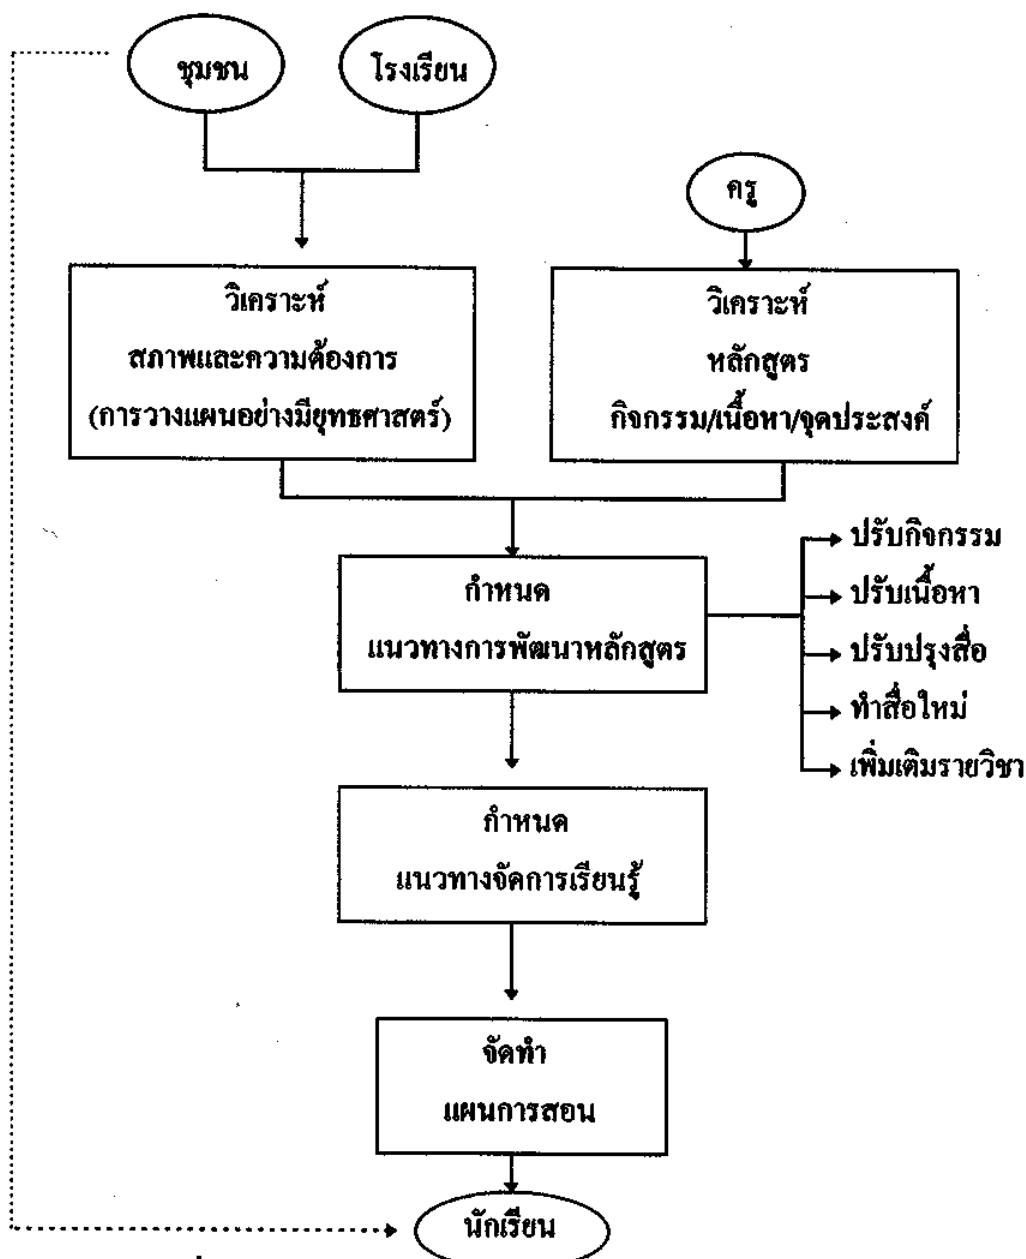 ชุมชน
โรงเรียน
ครู
วิเคราะห์
สภาพและความต้องการ
(การวางแผนอย่างมียุทธศาสตร์)
วิเคราะห์
หลักสูตร
กิจกรรม/เนื้อหา/จุดประสงค์
กำหนด
แนวทางการพัฒนาหลักสูตร
ปรับกิจกรรม
ปรับเนื้อหา
ปรับปรุงสื่อ
ทำสื่อใหม่
เพิ่มเติมรายวิชา
กำหนด
แนวทางจัดการเรียนรู้
จัดทำ
แผนการสอน
นักเรียน